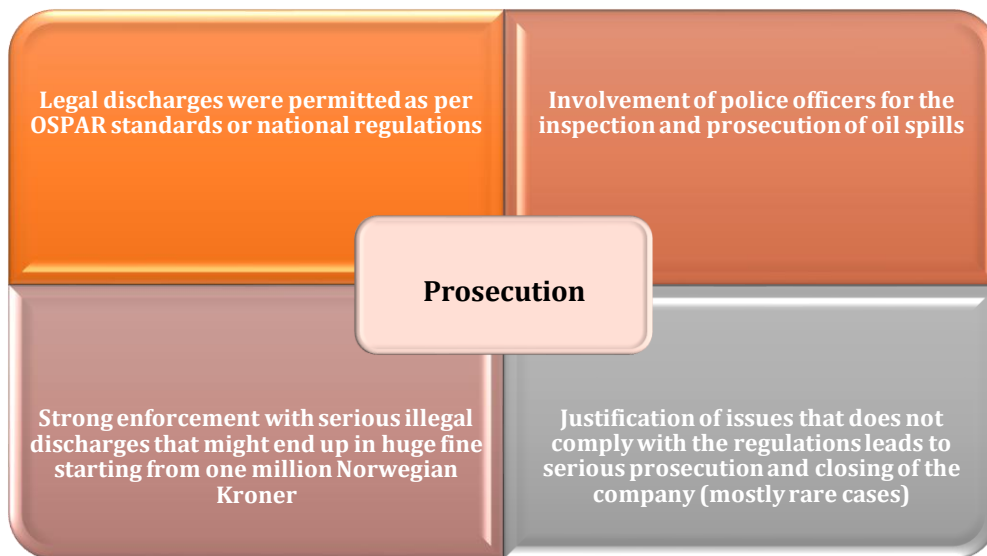 Legal discharges were permitted as per
OSPAR standards or national regulations
Involvement of police officers for the
inspection and prosecution of oil spills
Prosecution
Strong enforcement with serious illegal
discharges that might end up in huge fine
starting from one million Norwegian
Kroner
Justification of issues that does not
comply with the regulations leads to
serious prosecution and closing of the
company (mostly rare cases)